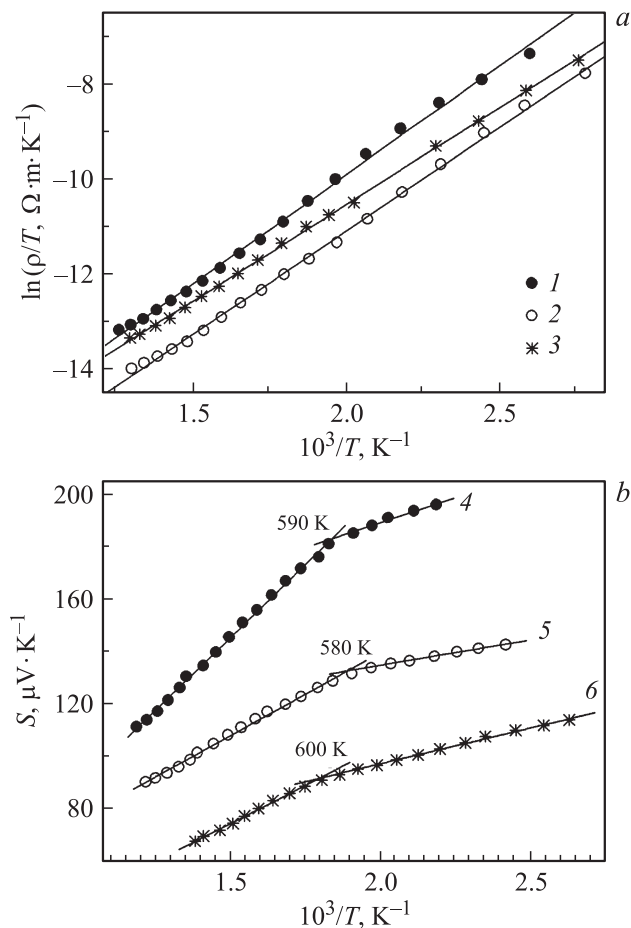 a
ln(ρ/T, Ω·m·K⁻¹)
−8
−10
−12
−14
1
2
3
1.5 2.0 2.5
10³/T, K⁻¹
b
S, μV·K⁻¹
200
160
120
80
590 K
4
580 K
5
600 K
6
1.5 2.0 2.5
10³/T, K⁻¹